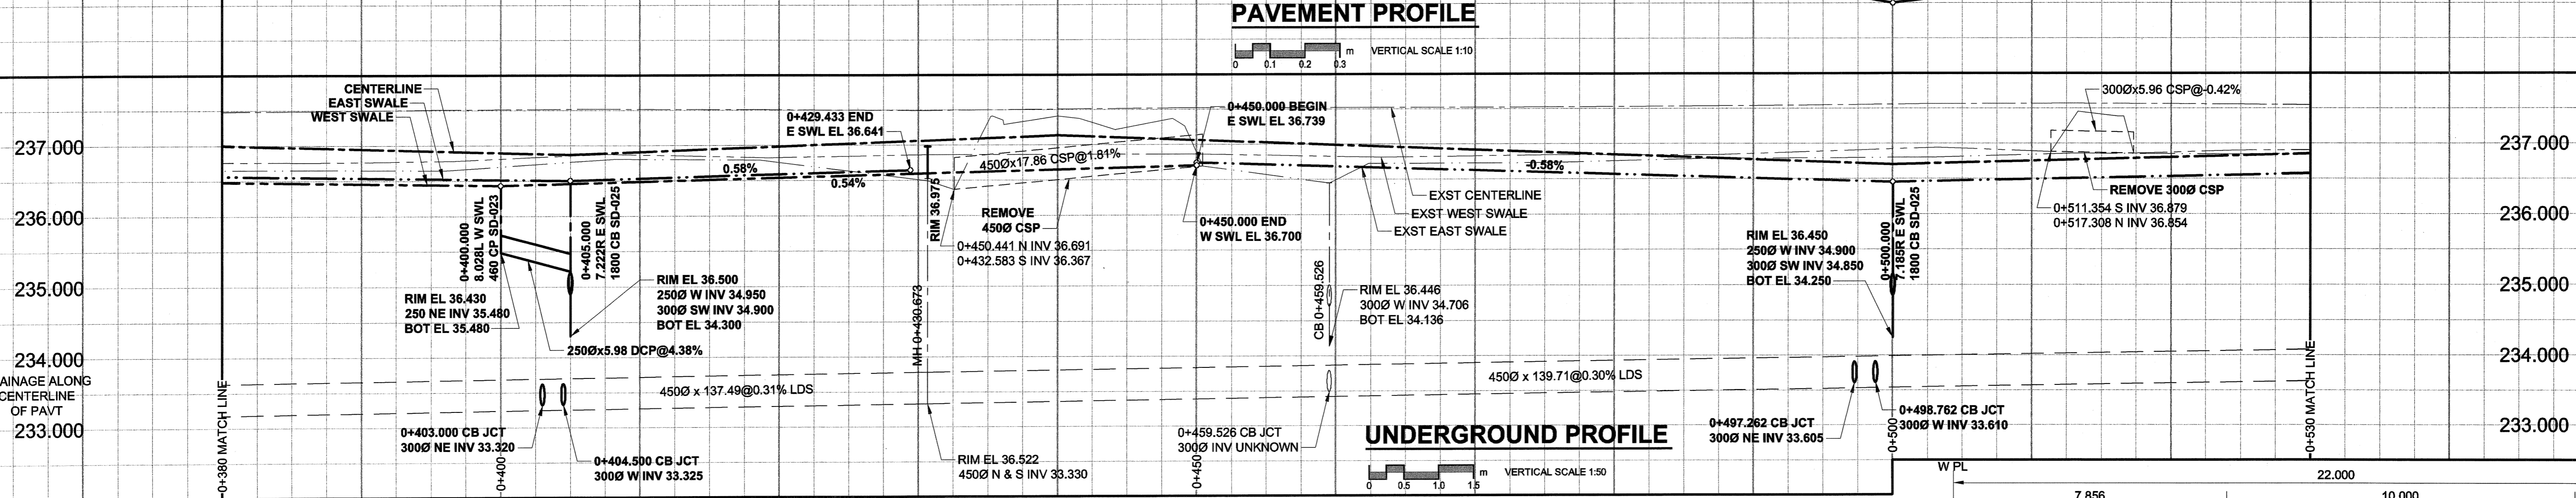 PAVEMENT PROFILE
0 0.1 0.2 0.3 m VERTICAL SCALE 1:10
CENTERLINE
EAST SWALE
WEST SWALE
237.000
236.000
235.000
234.000
233.000
AINAGE ALONG
CENTERLINE
OF PAVT
0+380 MATCH LINE
0+400
0+400.000
8.028L W SWL
460 CP SD-023
0+405.000
7.222R E SWL
1800 CB SD-025
RIM EL 36.430
250 NE INV 35.480
BOT EL 35.480
RIM EL 36.500
250Ø W INV 34.950
300Ø SW INV 34.900
BOT EL 34.300
250Øx5.98 DCP@4.38%
0+403.000 CB JCT
300Ø NE INV 33.320
0+404.500 CB JCT
300Ø W INV 33.325
450Ø x 137.49@0.31% LDS
0.58%
0.54%
0+429.433 END
E SWL EL 36.641
RIM 36.975
MH 0+430.673
450Øx17.86 CSP@1.81%
REMOVE
450Ø CSP
0+450.441 N INV 36.691
0+432.583 S INV 36.367
RIM EL 36.522
450Ø N & S INV 33.330
0+450.000 BEGIN
E SWL EL 36.739
0+450.000 END
W SWL EL 36.700
0+450
CB 0+459.526
RIM EL 36.446
300Ø W INV 34.706
BOT EL 34.136
0+459.526 CB JCT
300Ø INV UNKNOWN
EXST CENTERLINE
EXST WEST SWALE
EXST EAST SWALE
-0.58%
450Ø x 139.71@0.30% LDS
UNDERGROUND PROFILE
0 0.5 1.0 1.5 m VERTICAL SCALE 1:50
RIM EL 36.450
250Ø W INV 34.900
300Ø SW INV 34.850
BOT EL 34.250
0+500.000
7.185R E SWL
1800 CB SD-025
0+497.262 CB JCT
300Ø NE INV 33.605
0+498.762 CB JCT
300Ø W INV 33.610
0+500
300Øx5.96 CSP@-0.42%
REMOVE 300Ø CSP
0+511.354 S INV 36.879
0+517.308 N INV 36.854
0+530 MATCH LINE
237.000
236.000
235.000
234.000
233.000
W PL
22.000
7.856
10.000